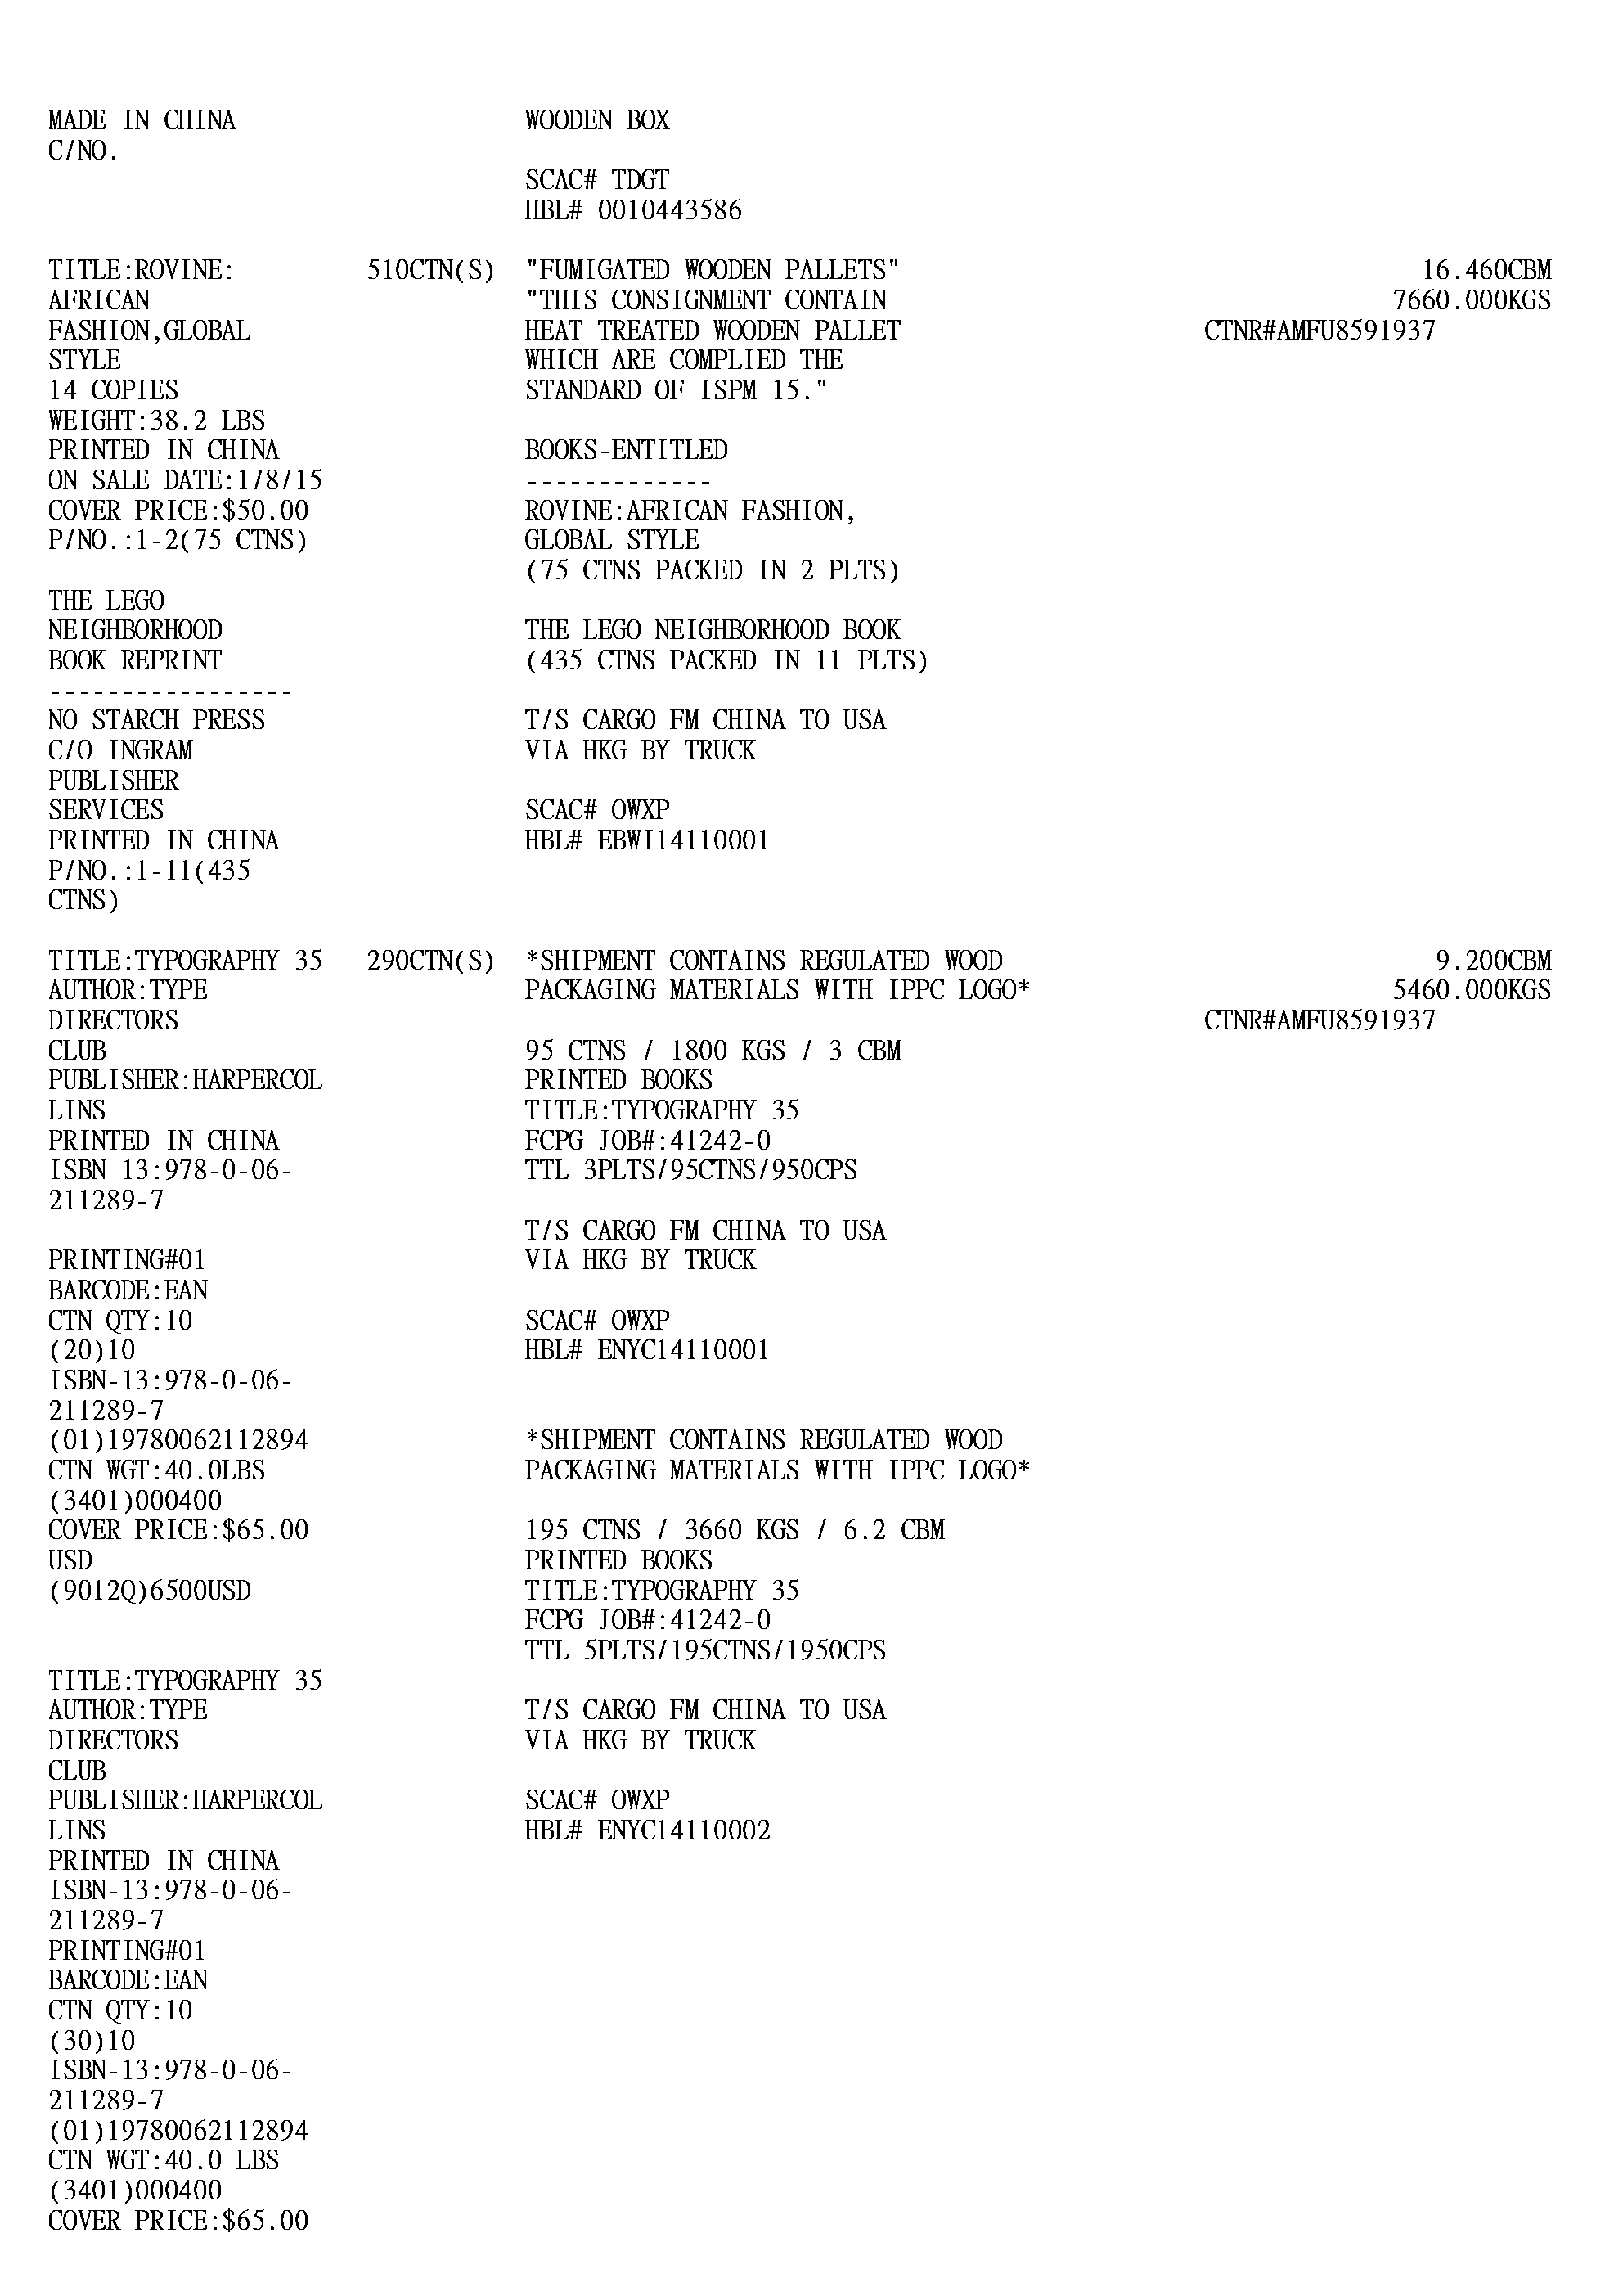 MADE IN CHINA WOODEN BOX
C/NO.
SCAC# TDGT
HBL# 0010443586
TITLE:ROVINE: 510CTN(S) "FUMIGATED WOODEN PALLETS" 16.460CBM
AFRICAN "THIS CONSIGNMENT CONTAIN 7660.000KGS
FASHION,GLOBAL HEAT TREATED WOODEN PALLET CTNR#AMFU8591937
STYLE WHICH ARE COMPLIED THE
14 COPIES STANDARD OF ISPM 15."
WEIGHT:38.2 LBS
PRINTED IN CHINA BOOKS-ENTITLED
ON SALE DATE:1/8/15 -------------
COVER PRICE:$50.00 ROVINE:AFRICAN FASHION,
P/NO.:1-2(75 CTNS) GLOBAL STYLE
(75 CTNS PACKED IN 2 PLTS)
THE LEGO
NEIGHBORHOOD THE LEGO NEIGHBORHOOD BOOK
BOOK REPRINT (435 CTNS PACKED IN 11 PLTS)
-----------------
NO STARCH PRESS T/S CARGO FM CHINA TO USA
C/O INGRAM VIA HKG BY TRUCK
PUBLISHER
SERVICES SCAC# OWXP
PRINTED IN CHINA HBL# EBWI14110001
P/NO.:1-11(435
CTNS)
TITLE:TYPOGRAPHY 35 290CTN(S) *SHIPMENT CONTAINS REGULATED WOOD 9.200CBM
AUTHOR:TYPE PACKAGING MATERIALS WITH IPPC LOGO* 5460.000KGS
DIRECTORS CTNR#AMFU8591937
CLUB 95 CTNS / 1800 KGS / 3 CBM
PUBLISHER:HARPERCOL PRINTED BOOKS
LINS TITLE:TYPOGRAPHY 35
PRINTED IN CHINA FCPG JOB#:41242-0
ISBN 13:978-0-06- TTL 3PLTS/95CTNS/950CPS
211289-7
T/S CARGO FM CHINA TO USA
PRINTING#01 VIA HKG BY TRUCK
BARCODE:EAN
CTN QTY:10 SCAC# OWXP
(20)10 HBL# ENYC14110001
ISBN-13:978-0-06-
211289-7
(01)19780062112894 *SHIPMENT CONTAINS REGULATED WOOD
CTN WGT:40.0LBS PACKAGING MATERIALS WITH IPPC LOGO*
(3401)000400
COVER PRICE:$65.00 195 CTNS / 3660 KGS / 6.2 CBM
USD PRINTED BOOKS
(9012Q)6500USD TITLE:TYPOGRAPHY 35
FCPG JOB#:41242-0
TTL 5PLTS/195CTNS/1950CPS
TITLE:TYPOGRAPHY 35
AUTHOR:TYPE T/S CARGO FM CHINA TO USA
DIRECTORS VIA HKG BY TRUCK
CLUB
PUBLISHER:HARPERCOL SCAC# OWXP
LINS HBL# ENYC14110002
PRINTED IN CHINA
ISBN-13:978-0-06-
211289-7
PRINTING#01
BARCODE:EAN
CTN QTY:10
(30)10
ISBN-13:978-0-06-
211289-7
(01)19780062112894
CTN WGT:40.0 LBS
(3401)000400
COVER PRICE:$65.00